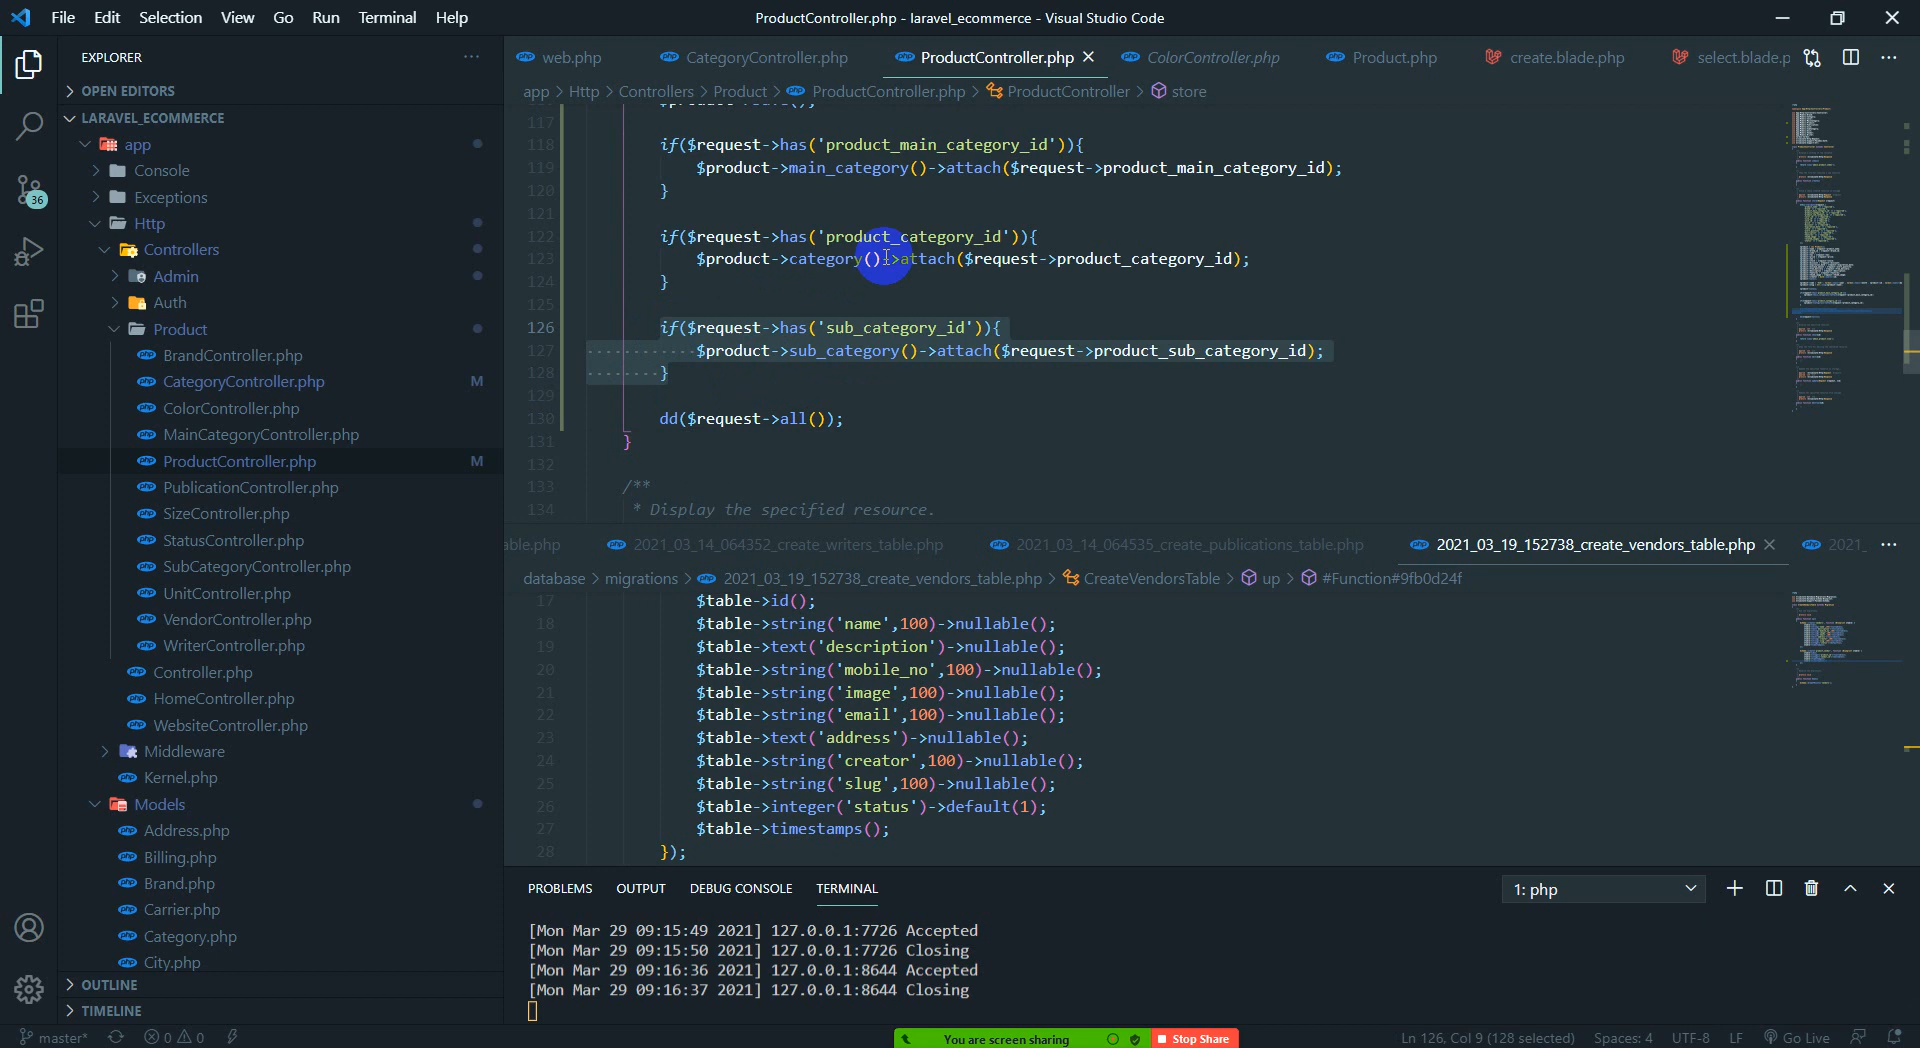 File Edit Selection View Go Run Terminal Help
ProductController.php - laravel_ecommerce - Visual Studio Code
EXPLORER
OPEN EDITORS
LARAVEL_ECOMMERCE
app
Console
Exceptions
Http
Controllers
Admin
Auth
Product
BrandController.php
CategoryController.php M
ColorController.php
MainCategoryController.php
ProductController.php M
PublicationController.php
SizeController.php
StatusController.php
SubCategoryController.php
UnitController.php
VendorController.php
WriterController.php
Controller.php
HomeController.php
WebsiteController.php
Middleware
Kernel.php
Models
Address.php
Billing.php
Brand.php
Carrier.php
Category.php
City.php
OUTLINE
TIMELINE
36
web.php CategoryController.php ProductController.php ColorController.php Product.php create.blade.php select.blade.p
app > Http > Controllers > Product > ProductController.php > ProductController > store
117
118 if($request->has('product_main_category_id')){
119 $product->main_category()->attach($request->product_main_category_id);
120 }
121
122 if($request->has('product_category_id')){
123 $product->category()->attach($request->product_category_id);
124 }
125
126 if($request->has('sub_category_id')){
127 $product->sub_category()->attach($request->product_sub_category_id);
128 }
129
130 dd($request->all());
131 }
132
133 /**
134 * Display the specified resource.
able.php 2021_03_14_064352_create_writers_table.php 2021_03_14_064535_create_publications_table.php 2021_03_19_152738_create_vendors_table.php 2021_
database > migrations > 2021_03_19_152738_create_vendors_table.php > CreateVendorsTable > up > #Function#9fb0d24f
17 $table->id();
18 $table->string('name',100)->nullable();
19 $table->text('description')->nullable();
20 $table->string('mobile_no',100)->nullable();
21 $table->string('image',100)->nullable();
22 $table->string('email',100)->nullable();
23 $table->text('address')->nullable();
24 $table->string('creator',100)->nullable();
25 $table->string('slug',100)->nullable();
26 $table->integer('status')->default(1);
27 $table->timestamps();
28 });
PROBLEMS OUTPUT DEBUG CONSOLE TERMINAL 1: php
[Mon Mar 29 09:15:49 2021] 127.0.0.1:7726 Accepted
[Mon Mar 29 09:15:50 2021] 127.0.0.1:7726 Closing
[Mon Mar 29 09:16:36 2021] 127.0.0.1:8644 Accepted
[Mon Mar 29 09:16:37 2021] 127.0.0.1:8644 Closing
master* 0 0 You are screen sharing Stop Share Ln 126, Col 9 (128 selected) Spaces: 4 UTF-8 LF Go Live